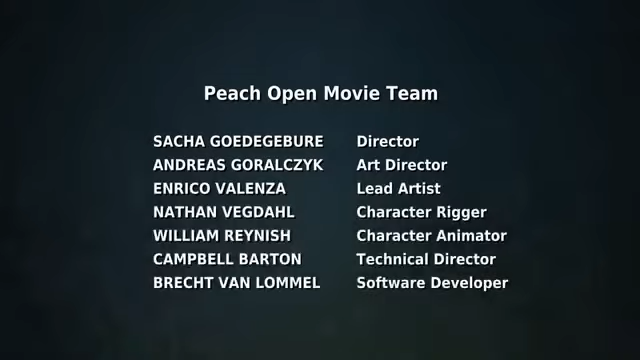 Peach Open Movie Team
SACHA GOEDEGEBURE Director
ANDREAS GORALCZYK Art Director
ENRICO VALENZA Lead Artist
NATHAN VEGDAHL Character Rigger
WILLIAM REYNISH Character Animator
CAMPBELL BARTON Technical Director
BRECHT VAN LOMMEL Software Developer